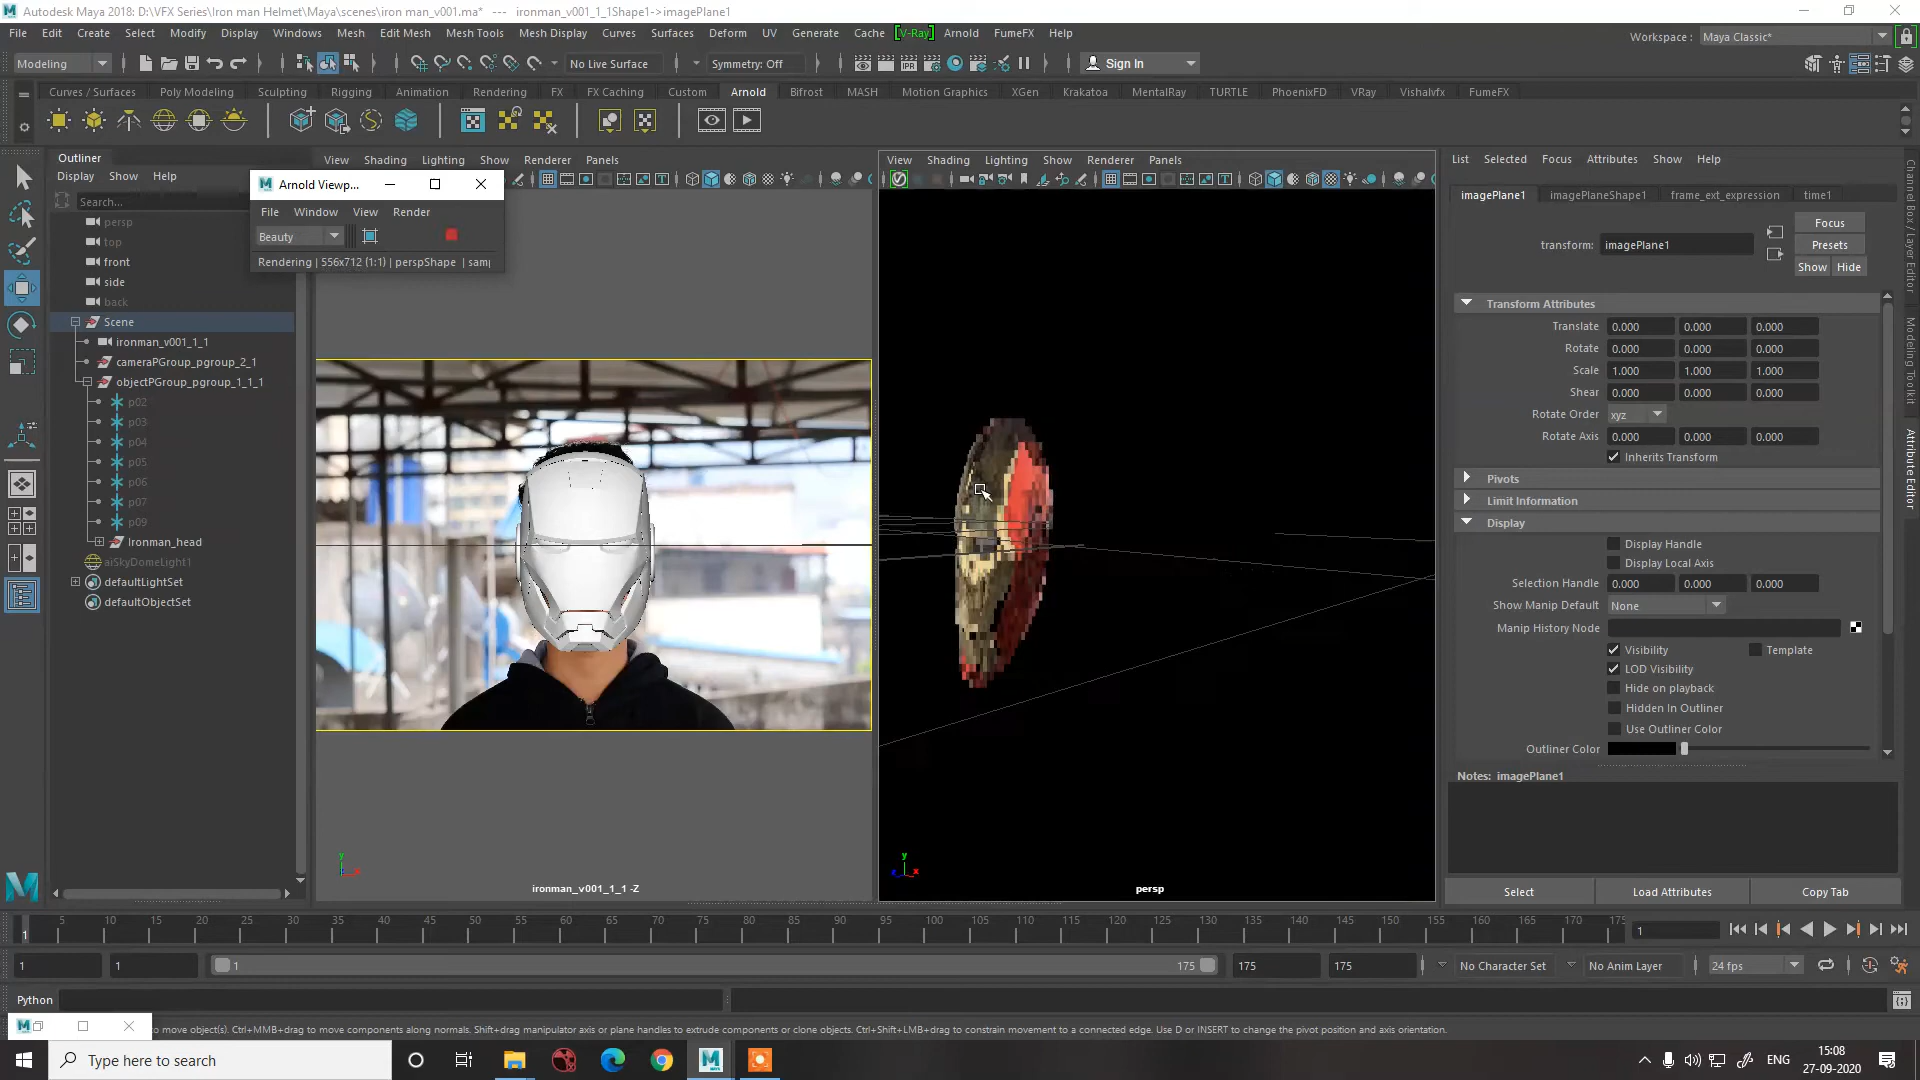 Autodesk Maya 2018: D:\VFX Series\Iron man Helmet\Maya\scenes\iron man_v001.ma* --- ironman_v001_1_1Shape1->imagePlane1
File Edit Create Select Modify Display Windows Mesh Edit Mesh Mesh Tools Mesh Display Curves Surfaces Deform UV Generate Cache [V-Ray] Arnold FumeFX Help
Workspace : Maya Classic*
Modeling No Live Surface Symmetry: Off Sign In
Curves / Surfaces Poly Modeling Sculpting Rigging Animation Rendering FX FX Caching Custom Arnold Bifrost MASH Motion Graphics XGen Krakatoa MentalRay TURTLE PhoenixFD VRay Vishalvfx FumeFX
Outliner
Display Show Help
Search...
persp
top
front
side
back
Scene
ironman_v001_1_1
cameraPGroup_pgroup_2_1
objectPGroup_pgroup_1_1_1
p02
p03
p04
p05
p06
p07
p09
Ironman_head
aiSkyDomeLight1
defaultLightSet
defaultObjectSet
View Shading Lighting Show Renderer Panels
Arnold Viewp...
File Window View Render
Beauty
Rendering | 556x712 (1:1) | perspShape | sam
y
x
ironman_v001_1_1 -Z
View Shading Lighting Show Renderer Panels
y
x
persp
List Selected Focus Attributes Show Help
imagePlane1 imagePlaneShape1 frame_ext_expression time1
transform: imagePlane1
Focus
Presets
Show Hide
Transform Attributes
Translate 0.000 0.000 0.000
Rotate 0.000 0.000 0.000
Scale 1.000 1.000 1.000
Shear 0.000 0.000 0.000
Rotate Order xyz
Rotate Axis 0.000 0.000 0.000
Inherits Transform
Pivots
Limit Information
Display
Display Handle
Display Local Axis
Selection Handle 0.000 0.000 0.000
Show Manip Default None
Manip History Node
Visibility Template
LOD Visibility
Hide on playback
Hidden In Outliner
Use Outliner Color
Outliner Color
Notes: imagePlane1
Select Load Attributes Copy Tab
Channel Box / Layer Editor
Modeling Toolkit
Attribute Editor
1 5 10 15 20 25 30 35 40 45 50 55 60 65 70 75 80 85 90 95 100 105 110 115 120 125 130 135 140 145 150 155 160 165 170 175
1
1 1 1 175 175 175 No Character Set No Anim Layer 24 fps
Python
to move object(s). Ctrl+MMB+drag to move components along normals. Shift+drag manipulator axis or plane handles to extrude components or clone objects. Ctrl+Shift+LMB+drag to constrain movement to a connected edge. Use D or INSERT to change the pivot position and axis orientation.
Type here to search
ENG
15:08
27-09-2020